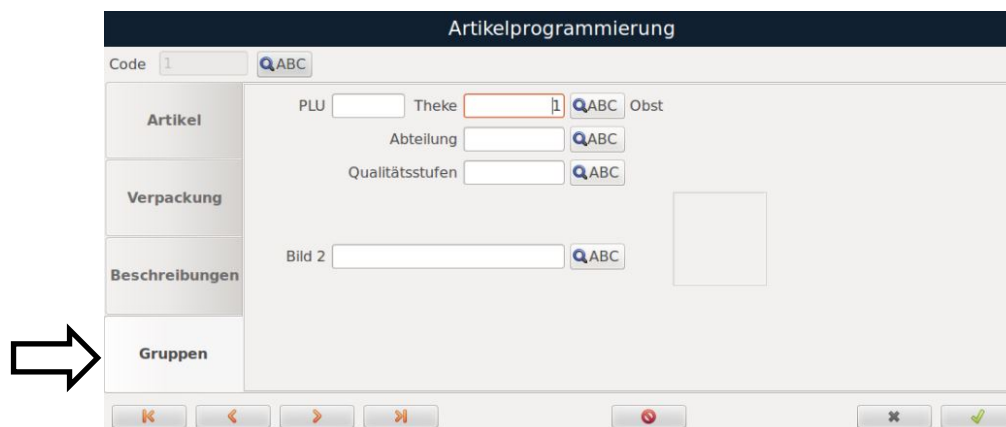 Artikelprogrammierung
Code 1 ABC
Artikel
PLU Theke 1 ABC Obst
Abteilung ABC
Qualitätsstufen ABC
Verpackung
Bild 2 ABC
Beschreibungen
Gruppen